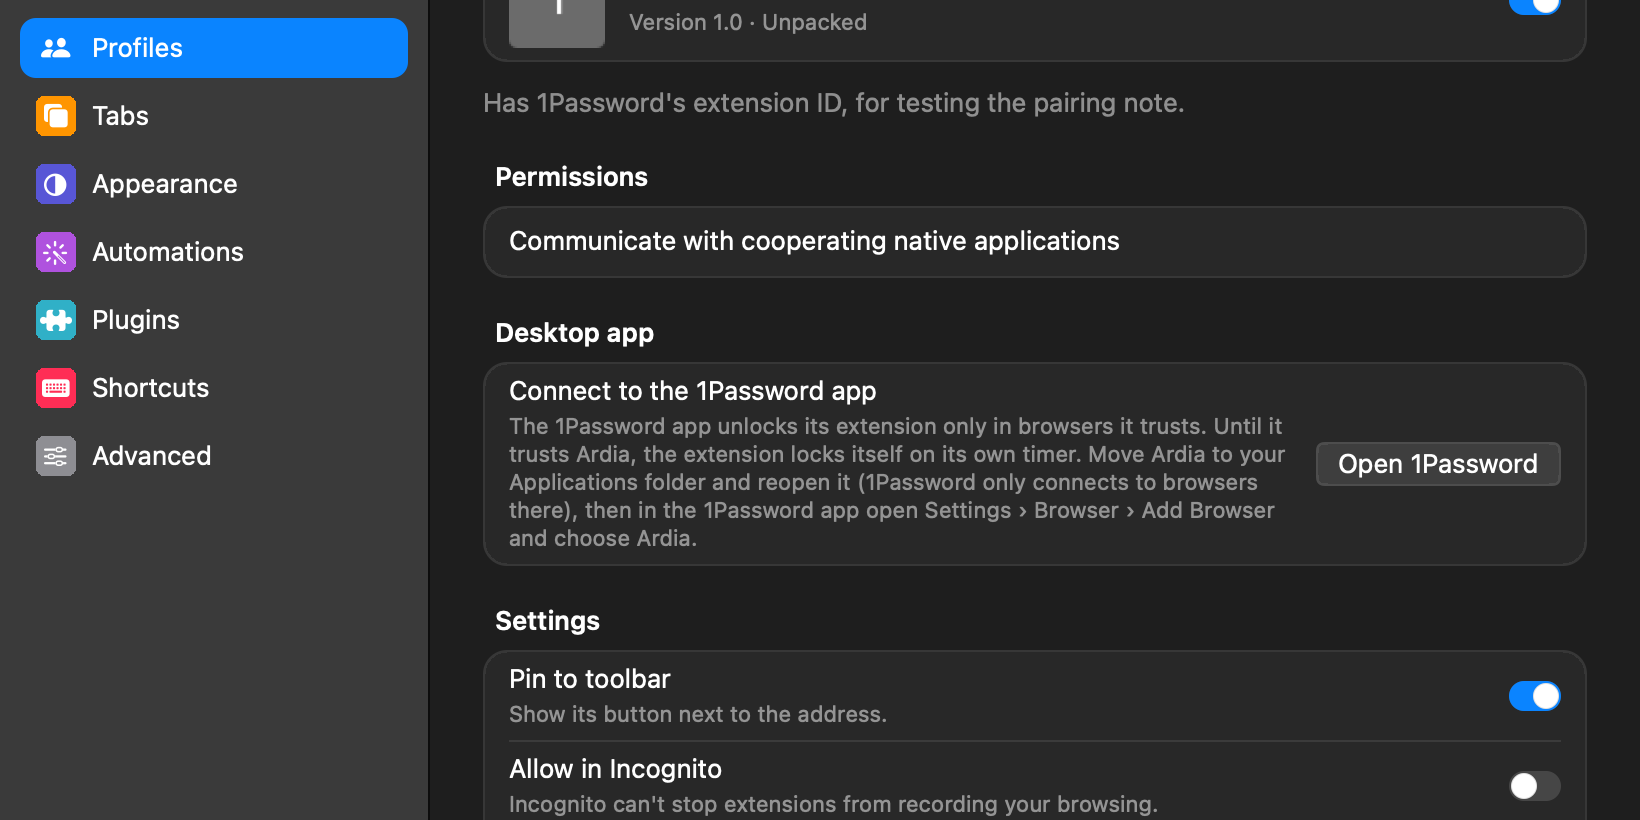 Profiles
Tabs
Appearance
Automations
Plugins
Shortcuts
Advanced
Version 1.0 · Unpacked
Has 1Password's extension ID, for testing the pairing note.
Permissions
Communicate with cooperating native applications
Desktop app
Connect to the 1Password app
The 1Password app unlocks its extension only in browsers it trusts. Until it
trusts Ardia, the extension locks itself on its own timer. Move Ardia to your
Applications folder and reopen it (1Password only connects to browsers
there), then in the 1Password app open Settings › Browser › Add Browser
and choose Ardia.
Open 1Password
Settings
Pin to toolbar
Show its button next to the address.
Allow in Incognito
Incognito can't stop extensions from recording your browsing.